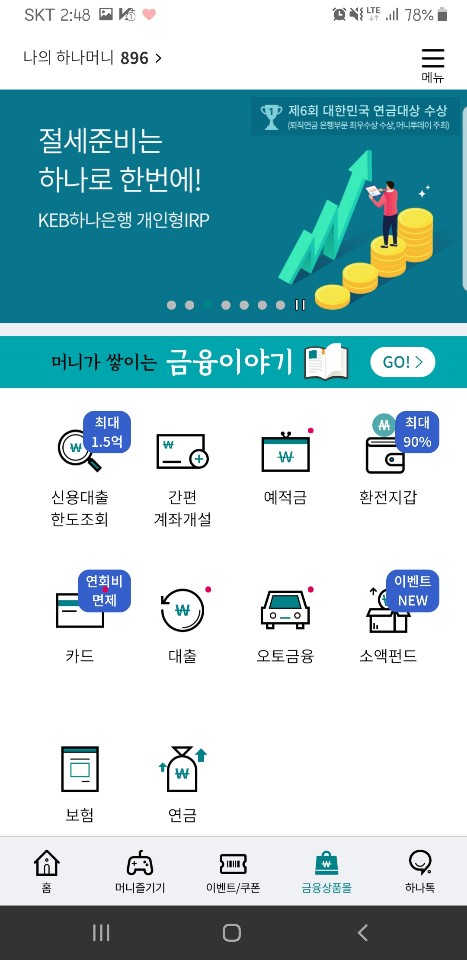 SKT 2:48 LTE 78%
나의 하나머니 896 >
메뉴
제6회 대한민국 연금대상 수상
(퇴직연금 은행부문 최우수상 수상, 머니투데이 주최)
절세준비는
하나로 한번에!
KEB하나은행 개인형IRP
머니가 쌓이는 금융이야기 GO! >
최대
1.5억
신용대출
한도조회
간편
계좌개설
예적금
최대
90%
환전지갑
연회비
면제
카드
대출
오토금융
이벤트
NEW
소액펀드
보험
연금
홈
머니즐기기
이벤트/쿠폰
금융상품몰
하나톡